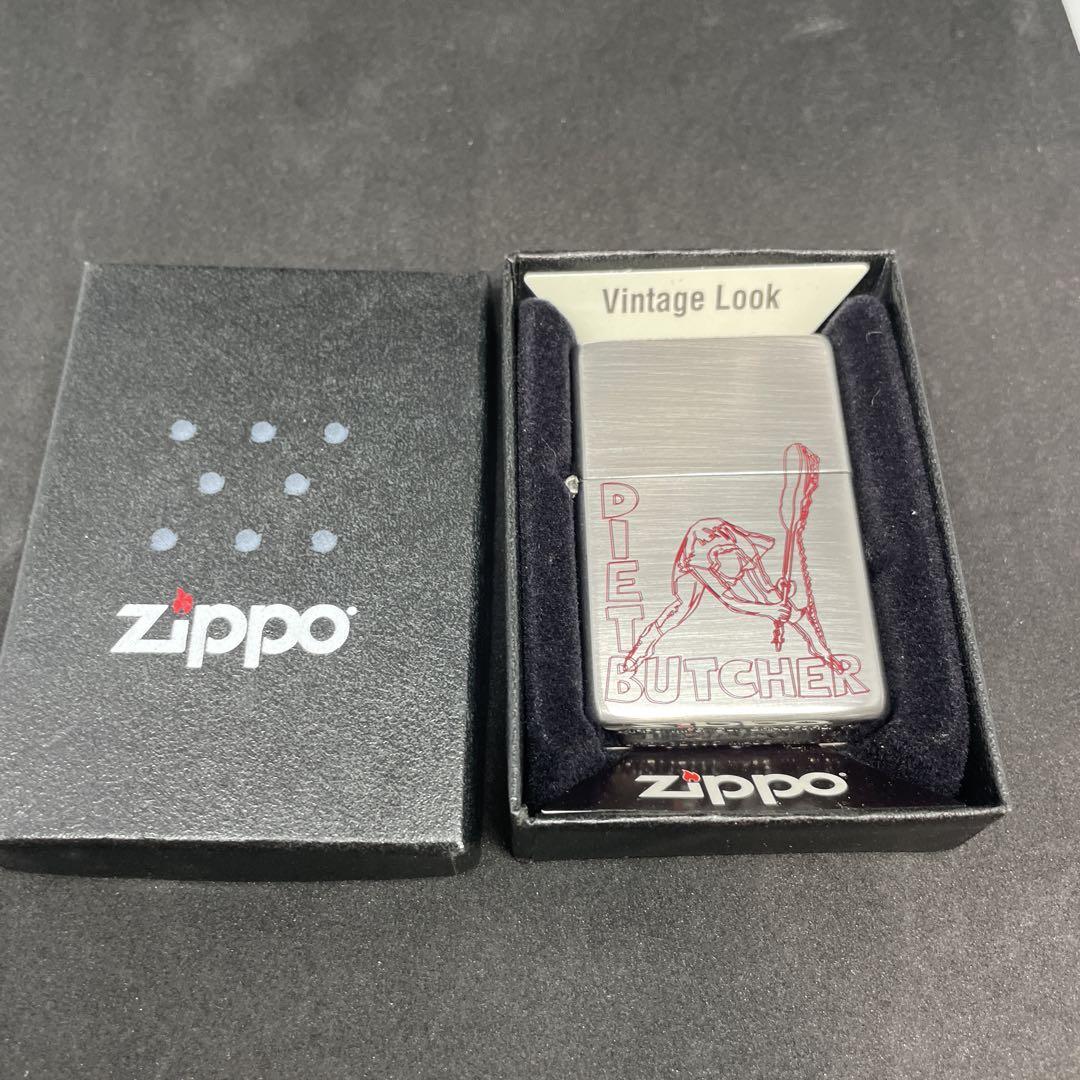 zippo
Vintage Look
DIET
BUTCHER
zippo